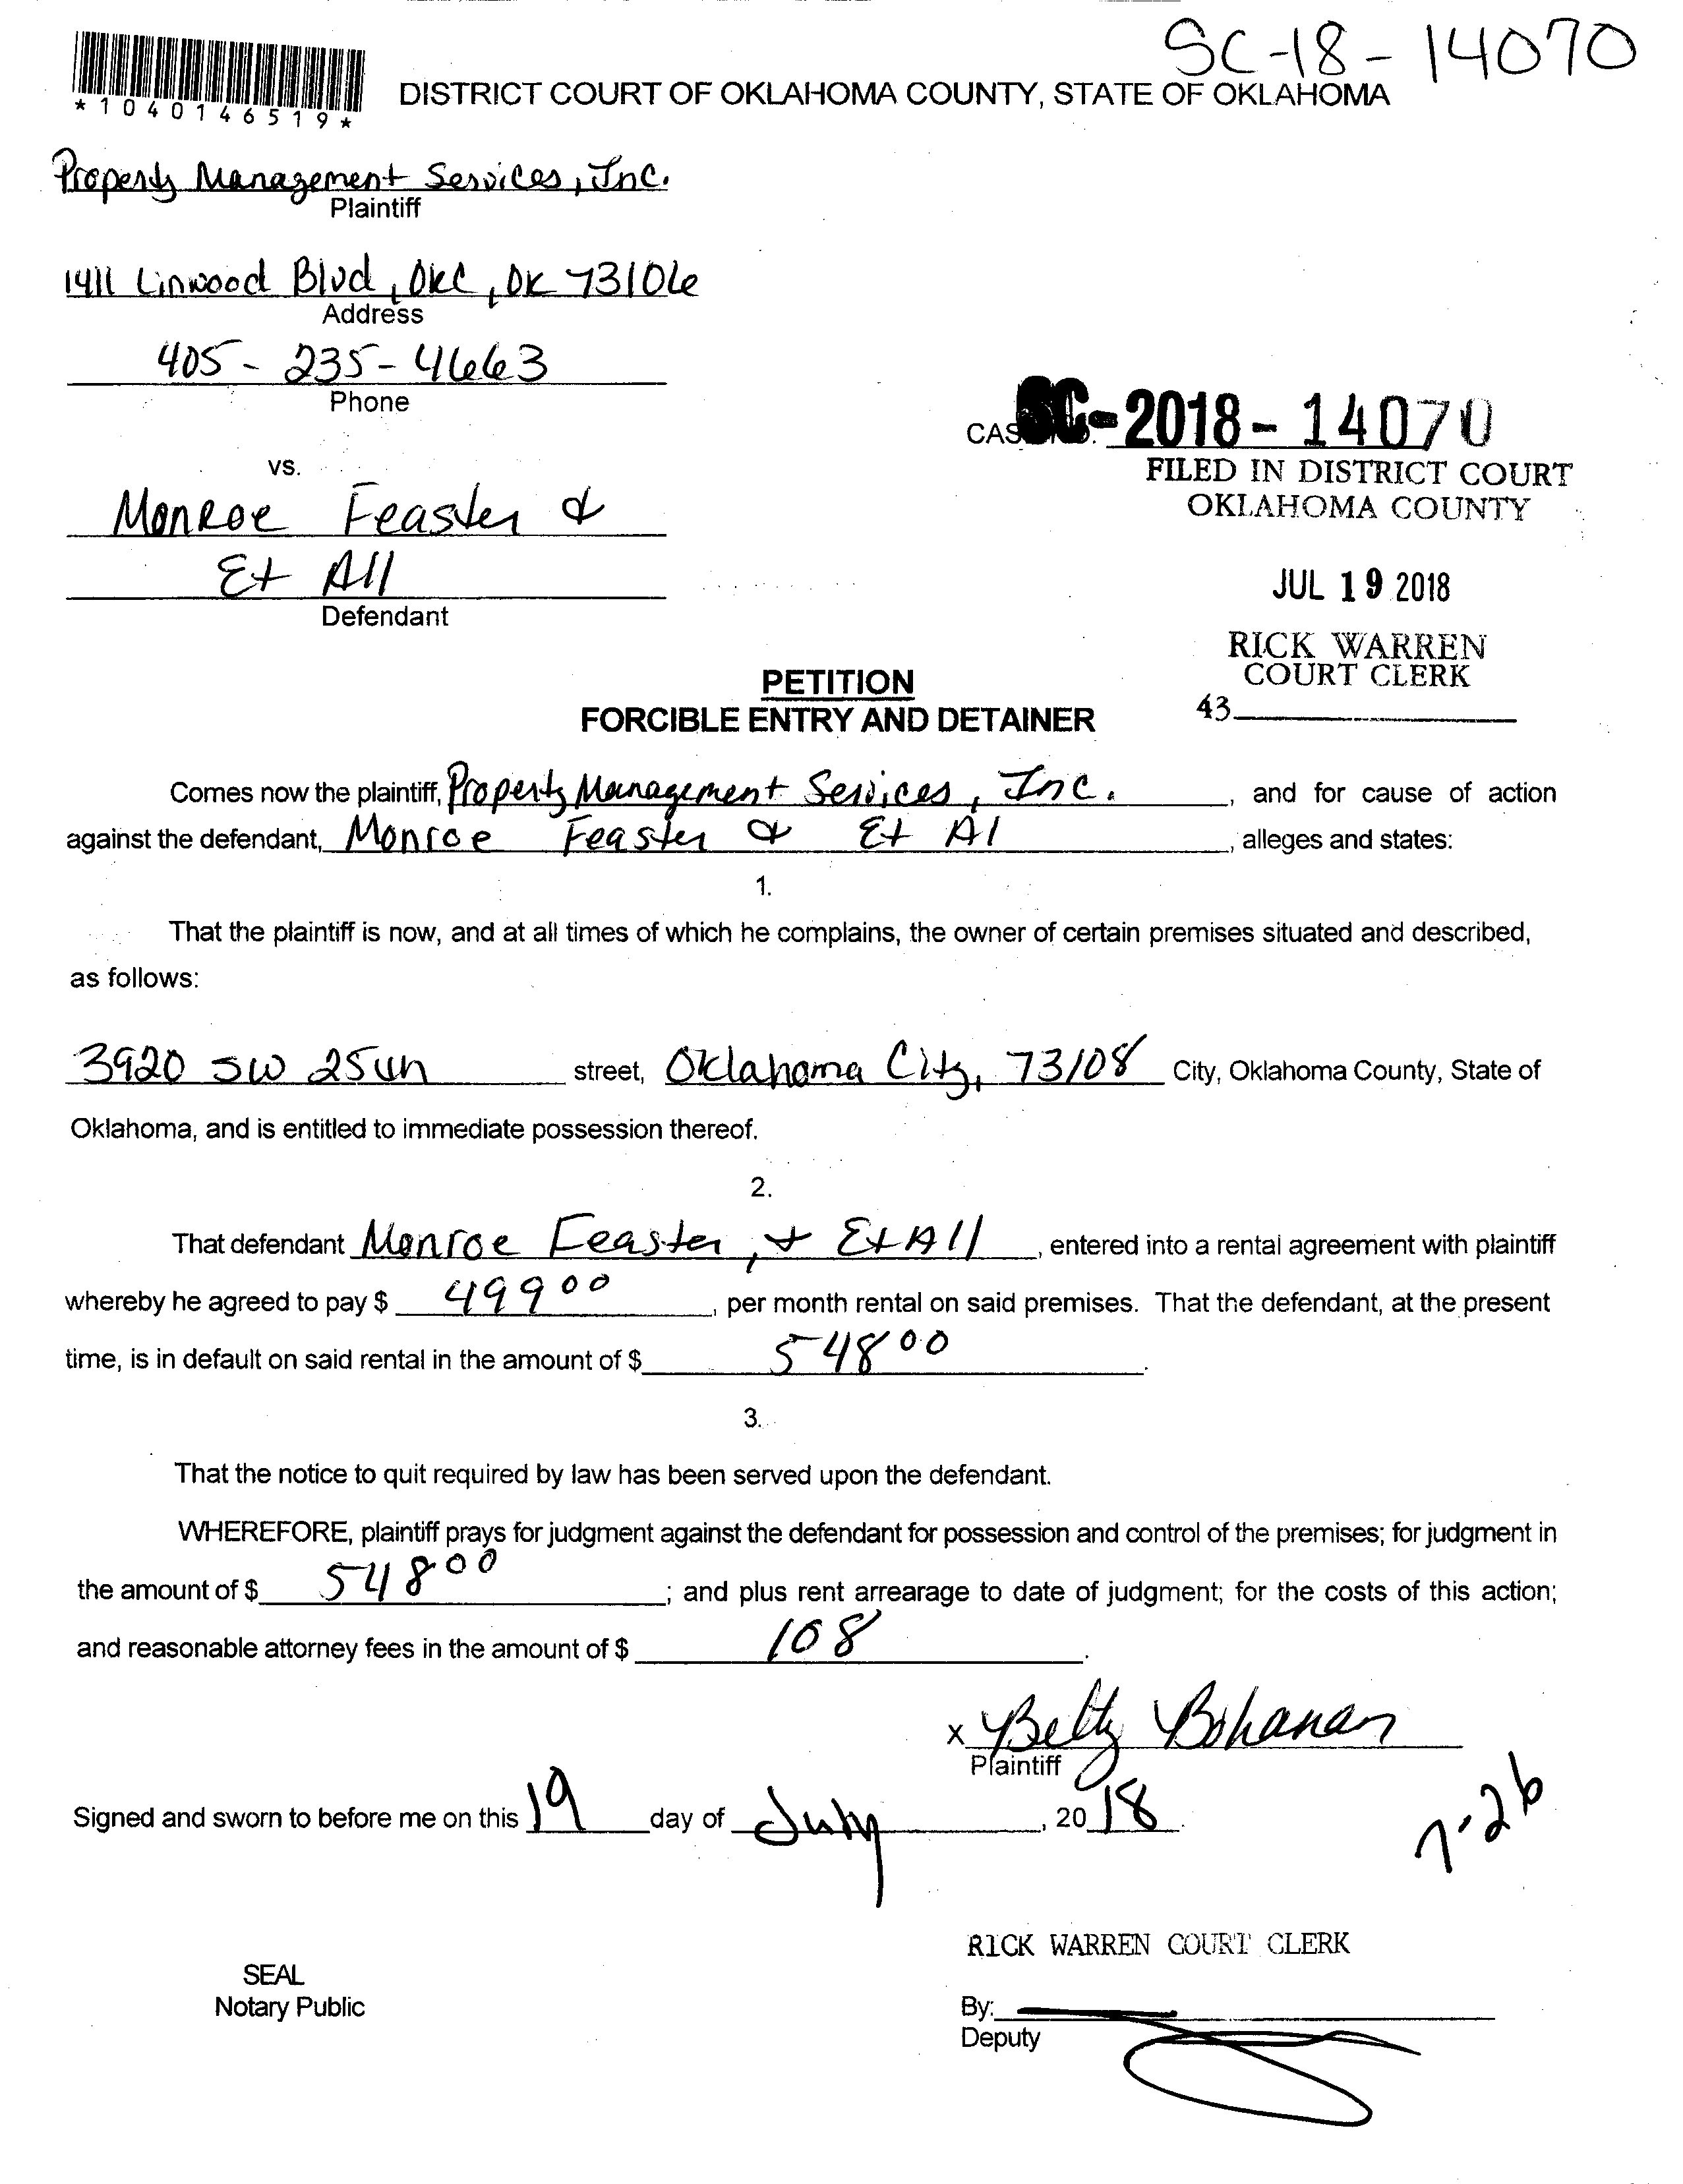 SC-18-14070
*1040146519*
DISTRICT COURT OF OKLAHOMA COUNTY, STATE OF OKLAHOMA
Property Management Services, Inc.
Plaintiff
1411 Linwood Blvd, OKC, OK 73106
Address
405-235-4663
Phone
SC-2018-14070
FILED IN DISTRICT COURT
OKLAHOMA COUNTY
vs.
Monroe Feaster &
Et All
Defendant
JUL 19 2018
RICK WARREN
COURT CLERK
43
PETITION
FORCIBLE ENTRY AND DETAINER
Comes now the plaintiff, Property Management Services, Inc. , and for cause of action
against the defendant, Monroe Feaster & Et Al , alleges and states:
1.
That the plaintiff is now, and at all times of which he complains, the owner of certain premises situated and described,
as follows:
3920 SW 25th street, Oklahoma City, 73108 City, Oklahoma County, State of
Oklahoma, and is entitled to immediate possession thereof.
2.
That defendant Monroe Feaster, & Et All , entered into a rental agreement with plaintiff
whereby he agreed to pay $ 499 00 , per month rental on said premises. That the defendant, at the present
time, is in default on said rental in the amount of $ 548 00 .
3.
That the notice to quit required by law has been served upon the defendant.
WHEREFORE, plaintiff prays for judgment against the defendant for possession and control of the premises; for judgment in
the amount of $ 548 00 ; and plus rent arrearage to date of judgment; for the costs of this action;
and reasonable attorney fees in the amount of $ 108 .
x Betty Bohanan
Plaintiff
Signed and sworn to before me on this 19 day of July , 20 18 .
7-26
RICK WARREN COURT CLERK
SEAL
Notary Public
By:
Deputy